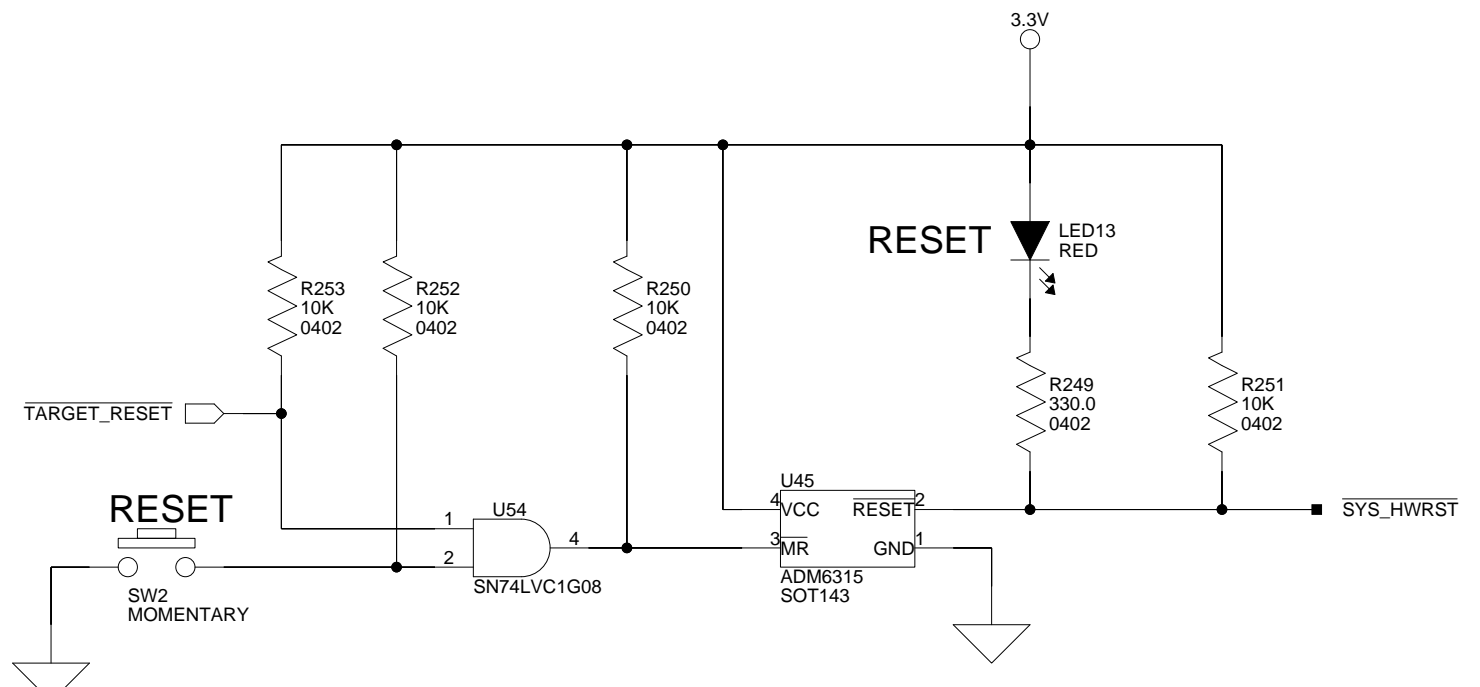 3.3V
RESET
LED13
RED
R253
10K
0402
R252
10K
0402
R250
10K
0402
R249
330.0
0402
R251
10K
0402
TARGET_RESET
RESET
SW2
MOMENTARY
U54
1
2
4
SN74LVC1G08
U45
4
VCC
RESET
2
3
MR
GND
1
ADM6315
SOT143
SYS_HWRST